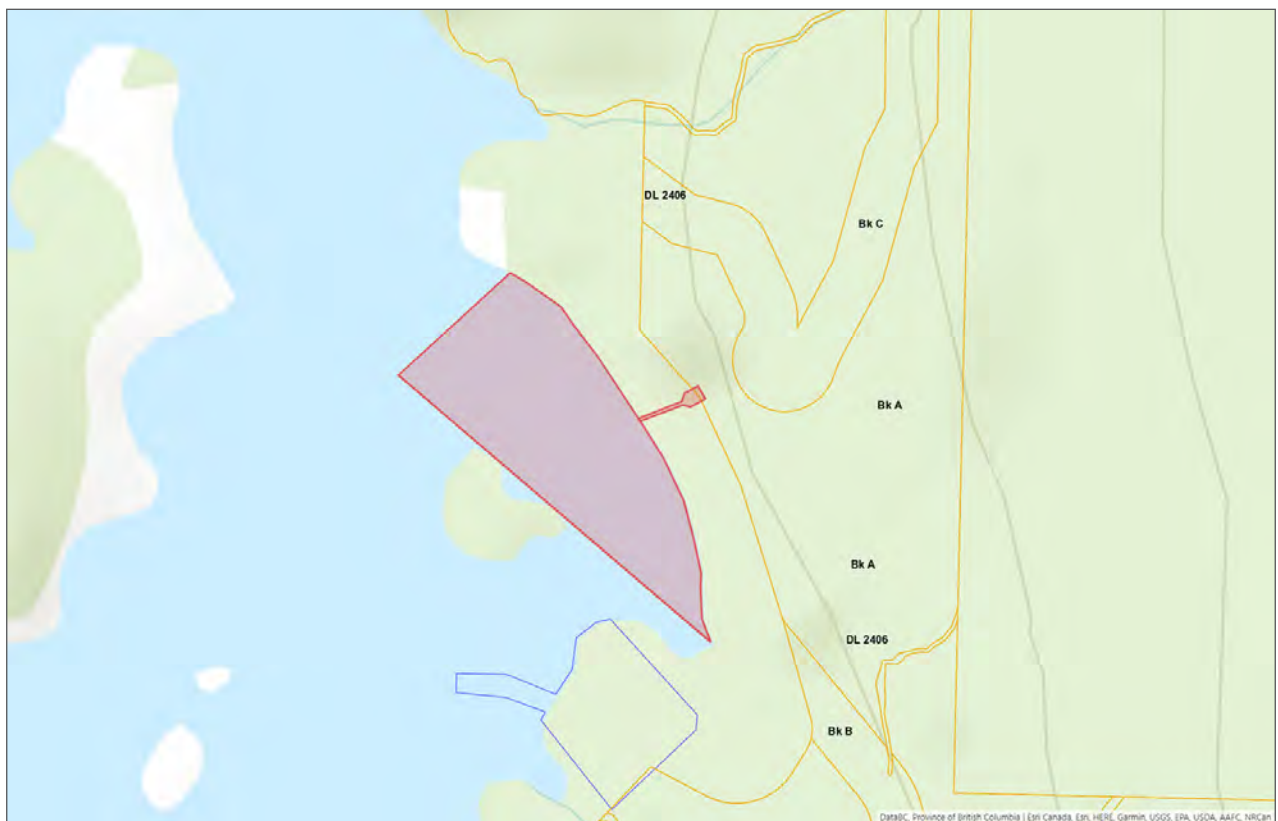 DL 2406
Bk C
Bk A
Bk A
DL 2406
Bk B
DataBC, Province of British Columbia | Esri Canada, Esri, HERE, Garmin, USGS, EPA, USDA, AAFC, NRCan